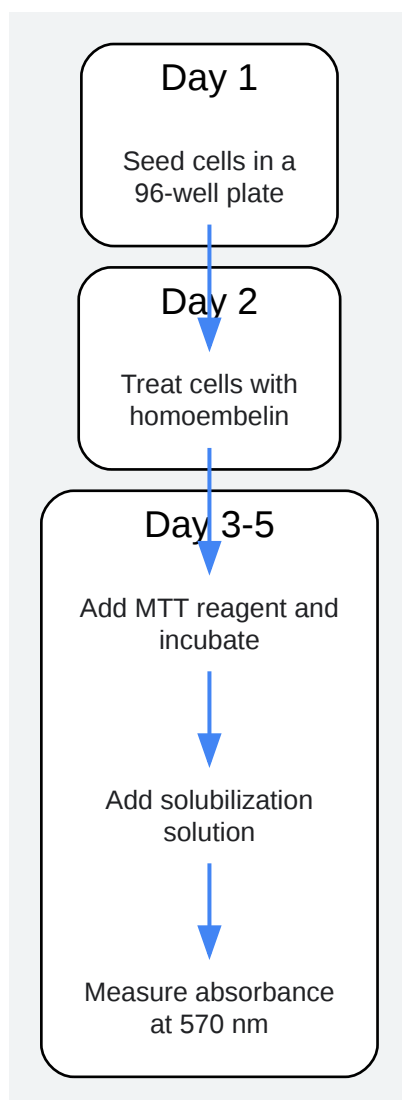 Day 1
Seed cells in a
96-well plate
Day 2
Treat cells with
homoembelin
Day 3-5
Add MTT reagent and
incubate
Add solubilization
solution
Measure absorbance
at 570 nm